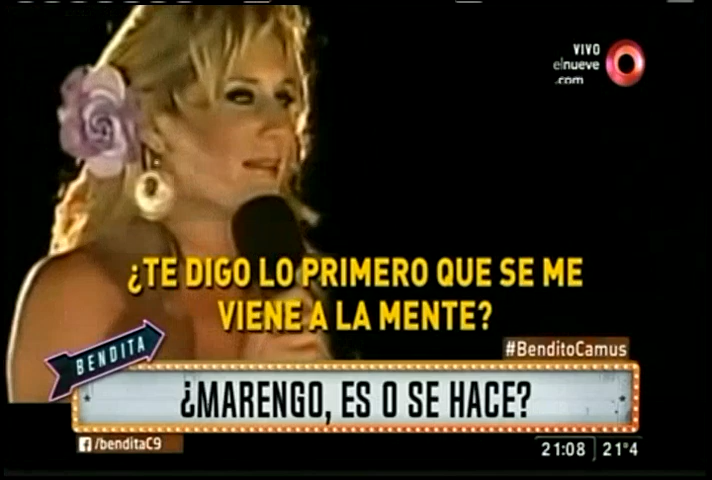 VIVO
elnueve
.com
¿TE DIGO LO PRIMERO QUE SE ME
VIENE A LA MENTE?
#BenditoCamus
BENDITA
¿MARENGO, ES O SE HACE?
f/benditaC9
21:08 21°4